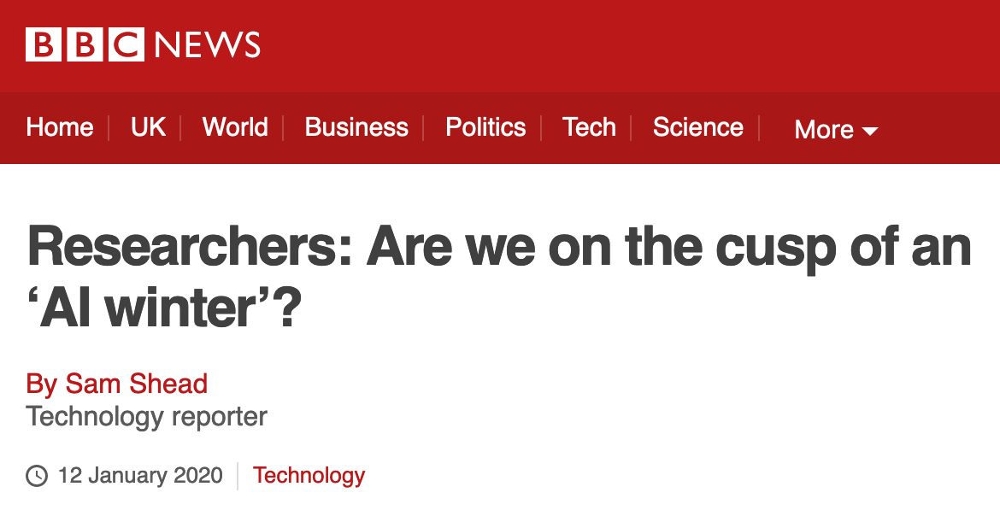 BBC NEWS
Home UK World Business Politics Tech Science More
Researchers: Are we on the cusp of an
‘AI winter’?
By Sam Shead
Technology reporter
12 January 2020 Technology